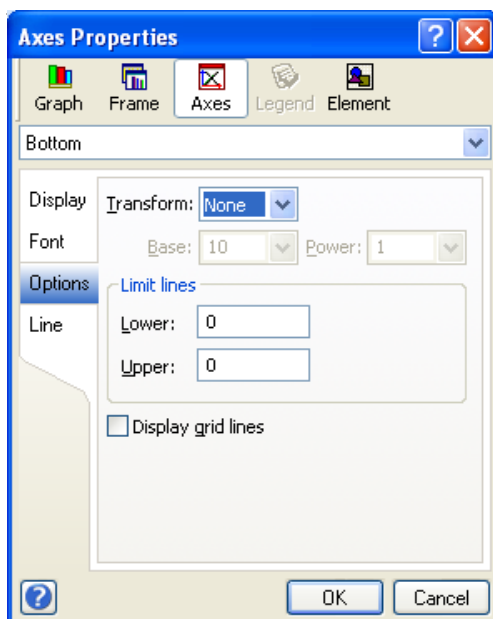 Axes Properties
Graph Frame Axes Legend Element
Bottom
Display
Font
Options
Line
Transform: None
Base: 10 Power: 1
Limit lines
Lower: 0
Upper: 0
Display grid lines
OK Cancel